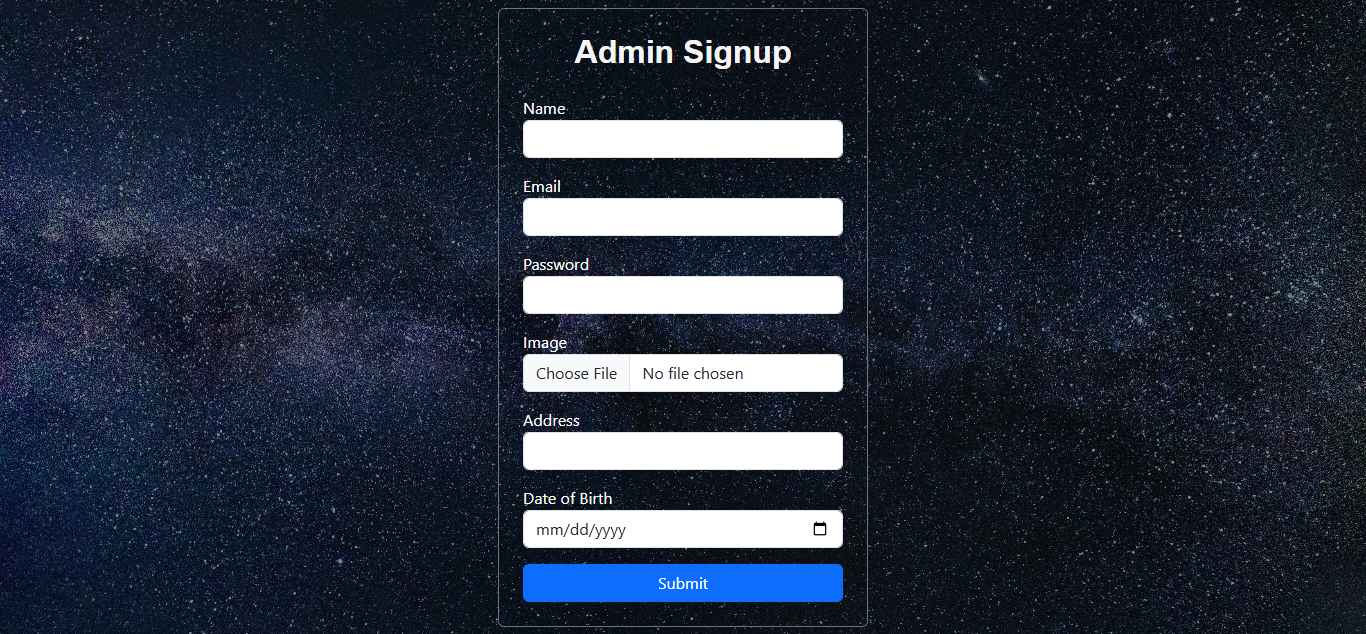 Admin Signup
Name
Email
Password
Image
Choose File No file chosen
Address
Date of Birth
mm/dd/yyyy
Submit